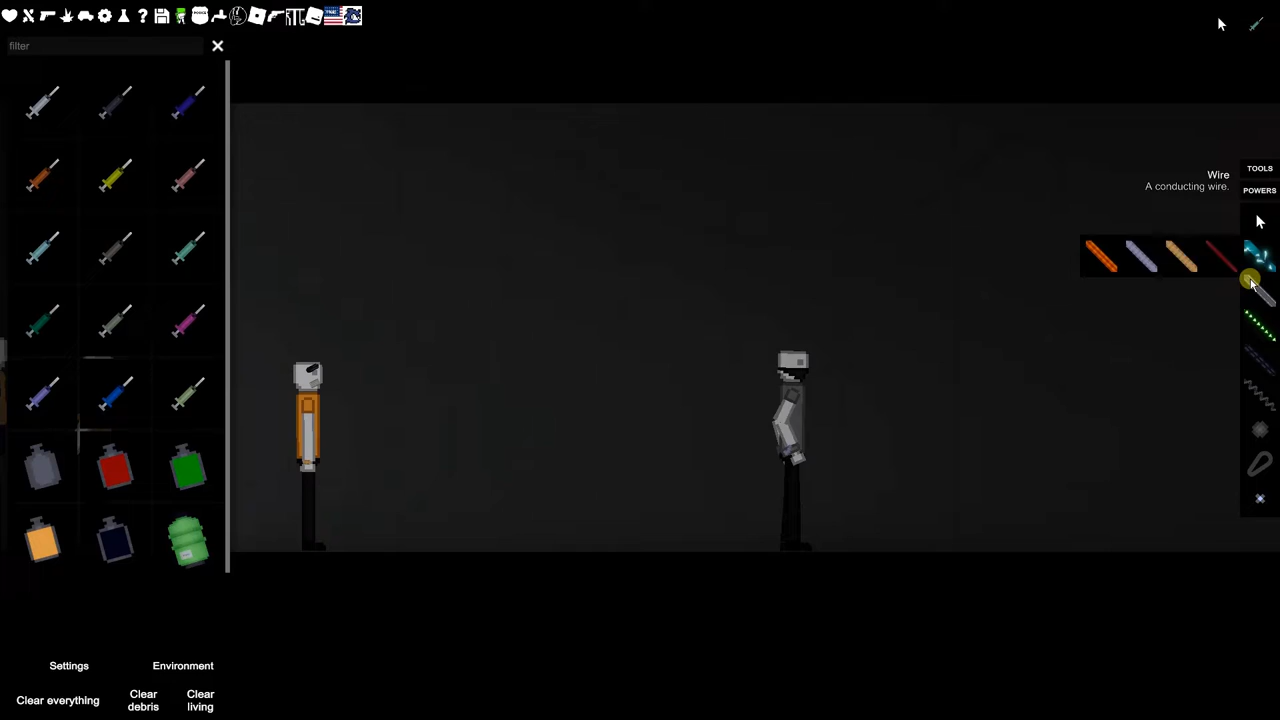 filter
Wire
A conducting wire.
TOOLS
POWERS
Settings
Environment
Clear everything
Clear
debris
Clear
living